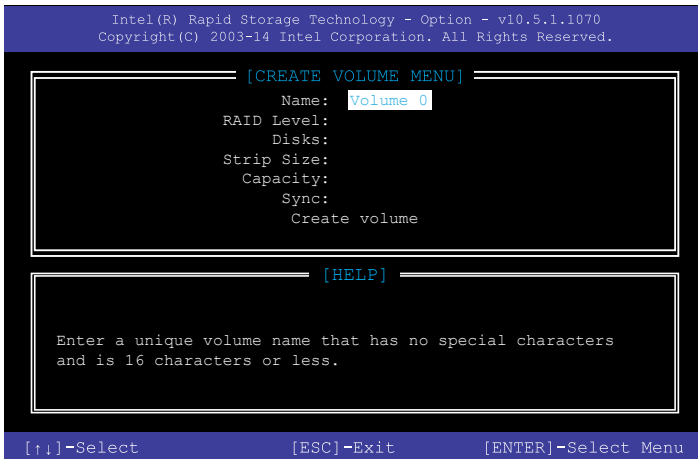 Intel(R) Rapid Storage Technology - Option - v10.5.1.1070
Copyright(C) 2003-14 Intel Corporation. All Rights Reserved.
[CREATE VOLUME MENU]
Name: Volume 0
RAID Level:
Disks:
Strip Size:
Capacity:
Sync:
Create volume
[HELP]
Enter a unique volume name that has no special characters
and is 16 characters or less.
[↑↓]-Select [ESC]-Exit [ENTER]-Select Menu